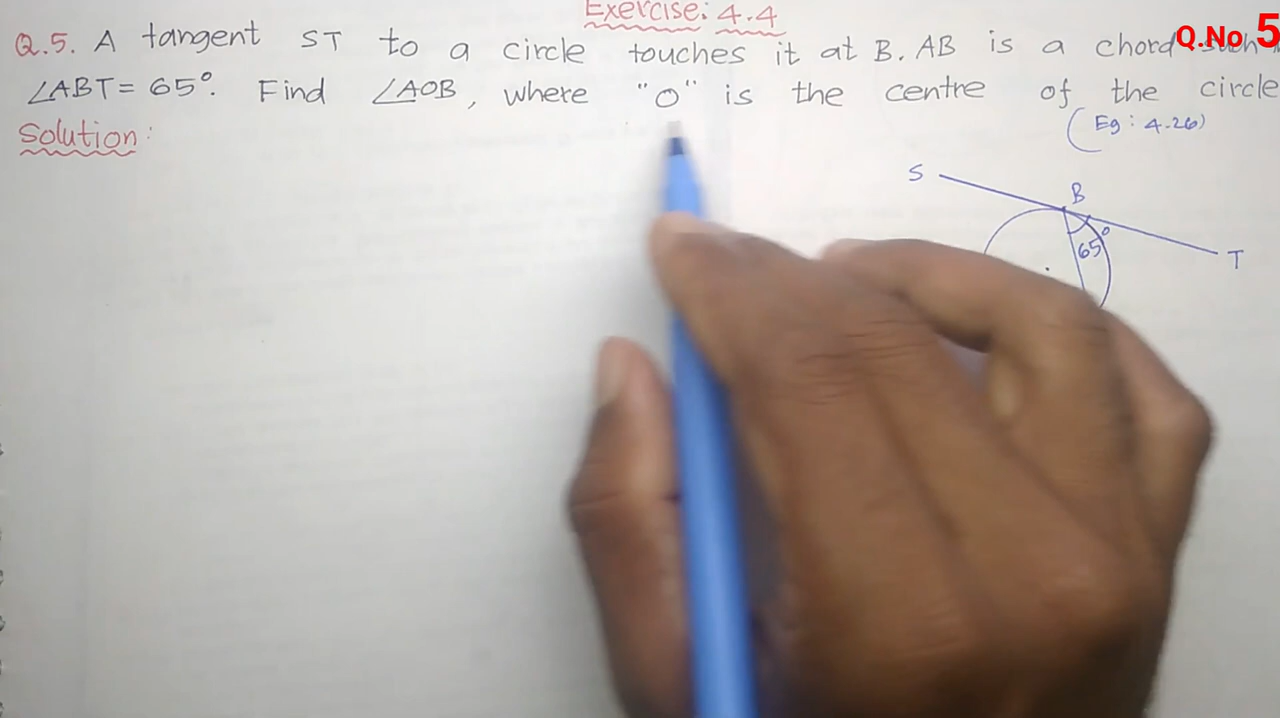 Exercise: 4.4
Q.No 5
Q.5. A tangent ST to a circle touches it at B. AB is a chord
∠ABT = 65°. Find ∠AOB, where "O" is the centre of the circle
(Eg: 4.26)
Solution:
S
B
65°
T